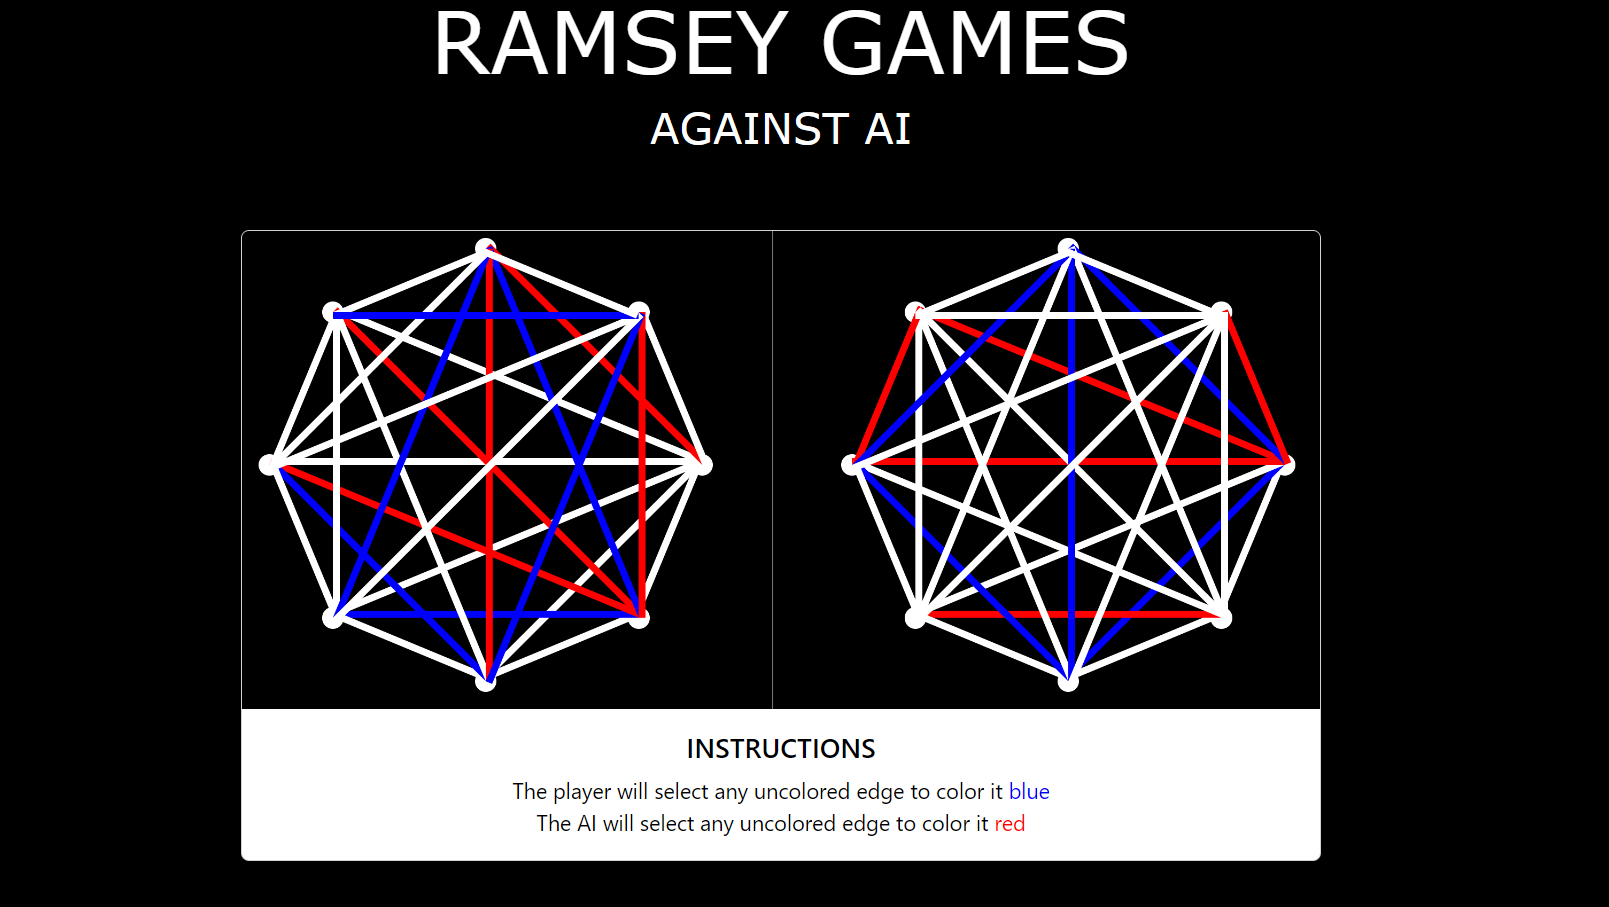 RAMSEY GAMES
AGAINST AI
INSTRUCTIONS
The player will select any uncolored edge to color it blue
The AI will select any uncolored edge to color it red